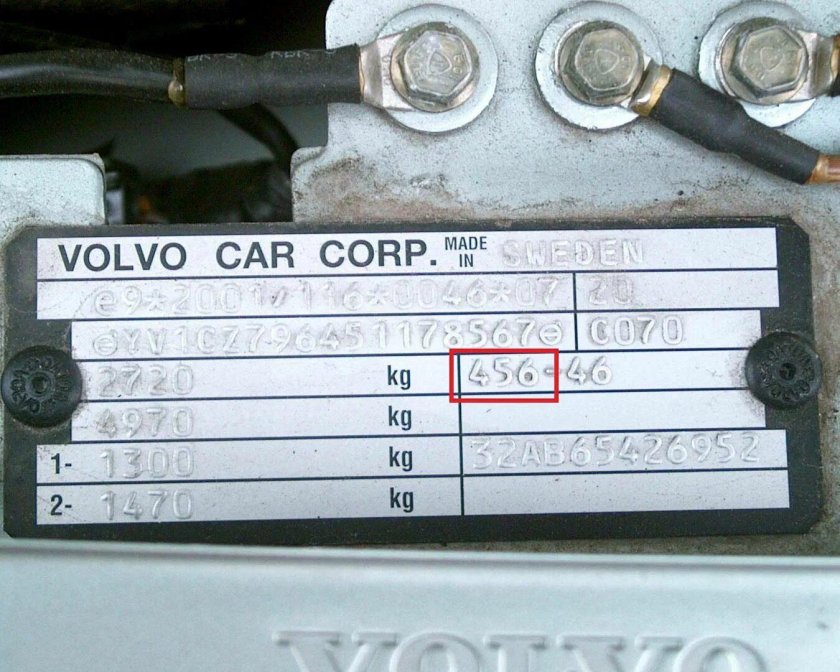 VOLVO CAR CORP. MADE IN SWEDEN
e9*2001/116*0046*07 20
YV1CZ796451178567 C070
2720 kg 456-46
4970 kg
1- 1300 kg 32AB65426952
2- 1470 kg
VOLVO